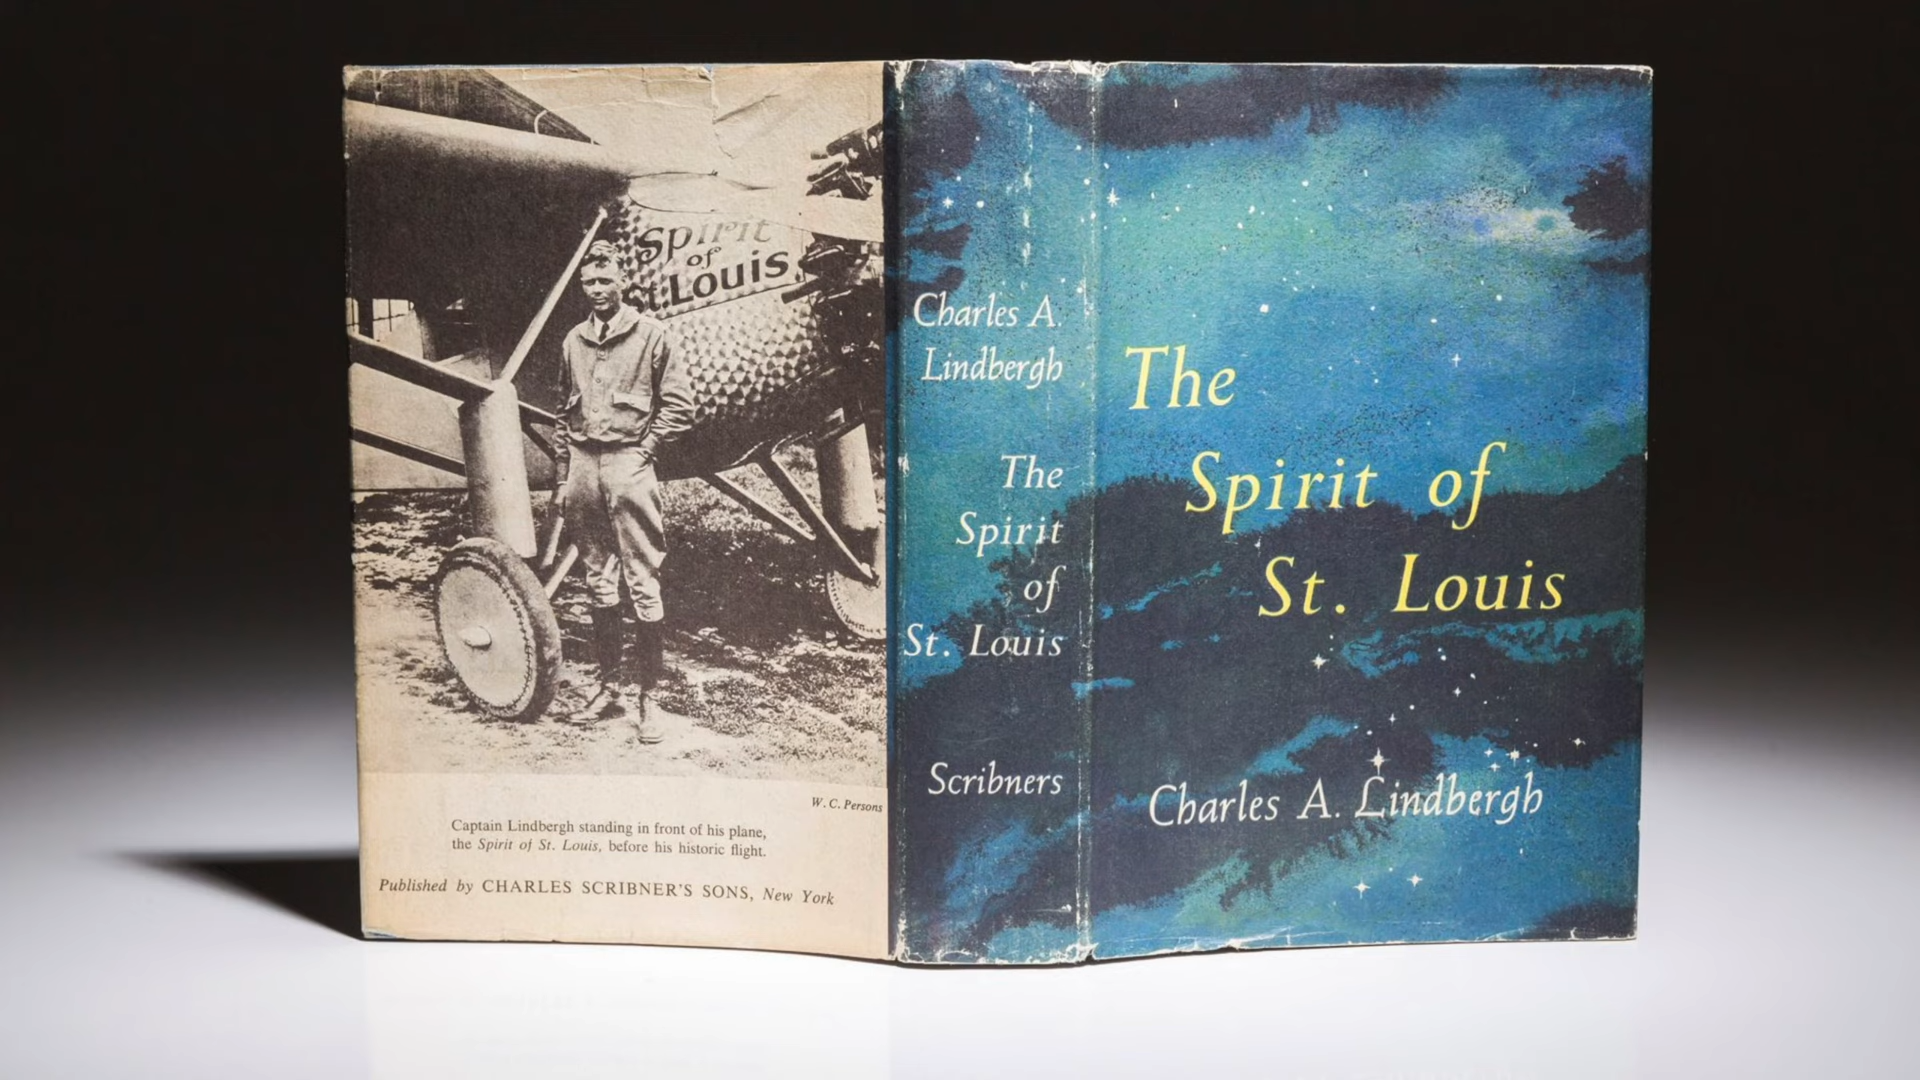 Spirit
of
St. Louis
W. C. Persons
Captain Lindbergh standing in front of his plane,
the Spirit of St. Louis, before his historic flight.
Published by CHARLES SCRIBNER'S SONS, New York
Charles A.
Lindbergh
The
Spirit
of
St. Louis
Scribners
The
Spirit of
St. Louis
Charles A. Lindbergh